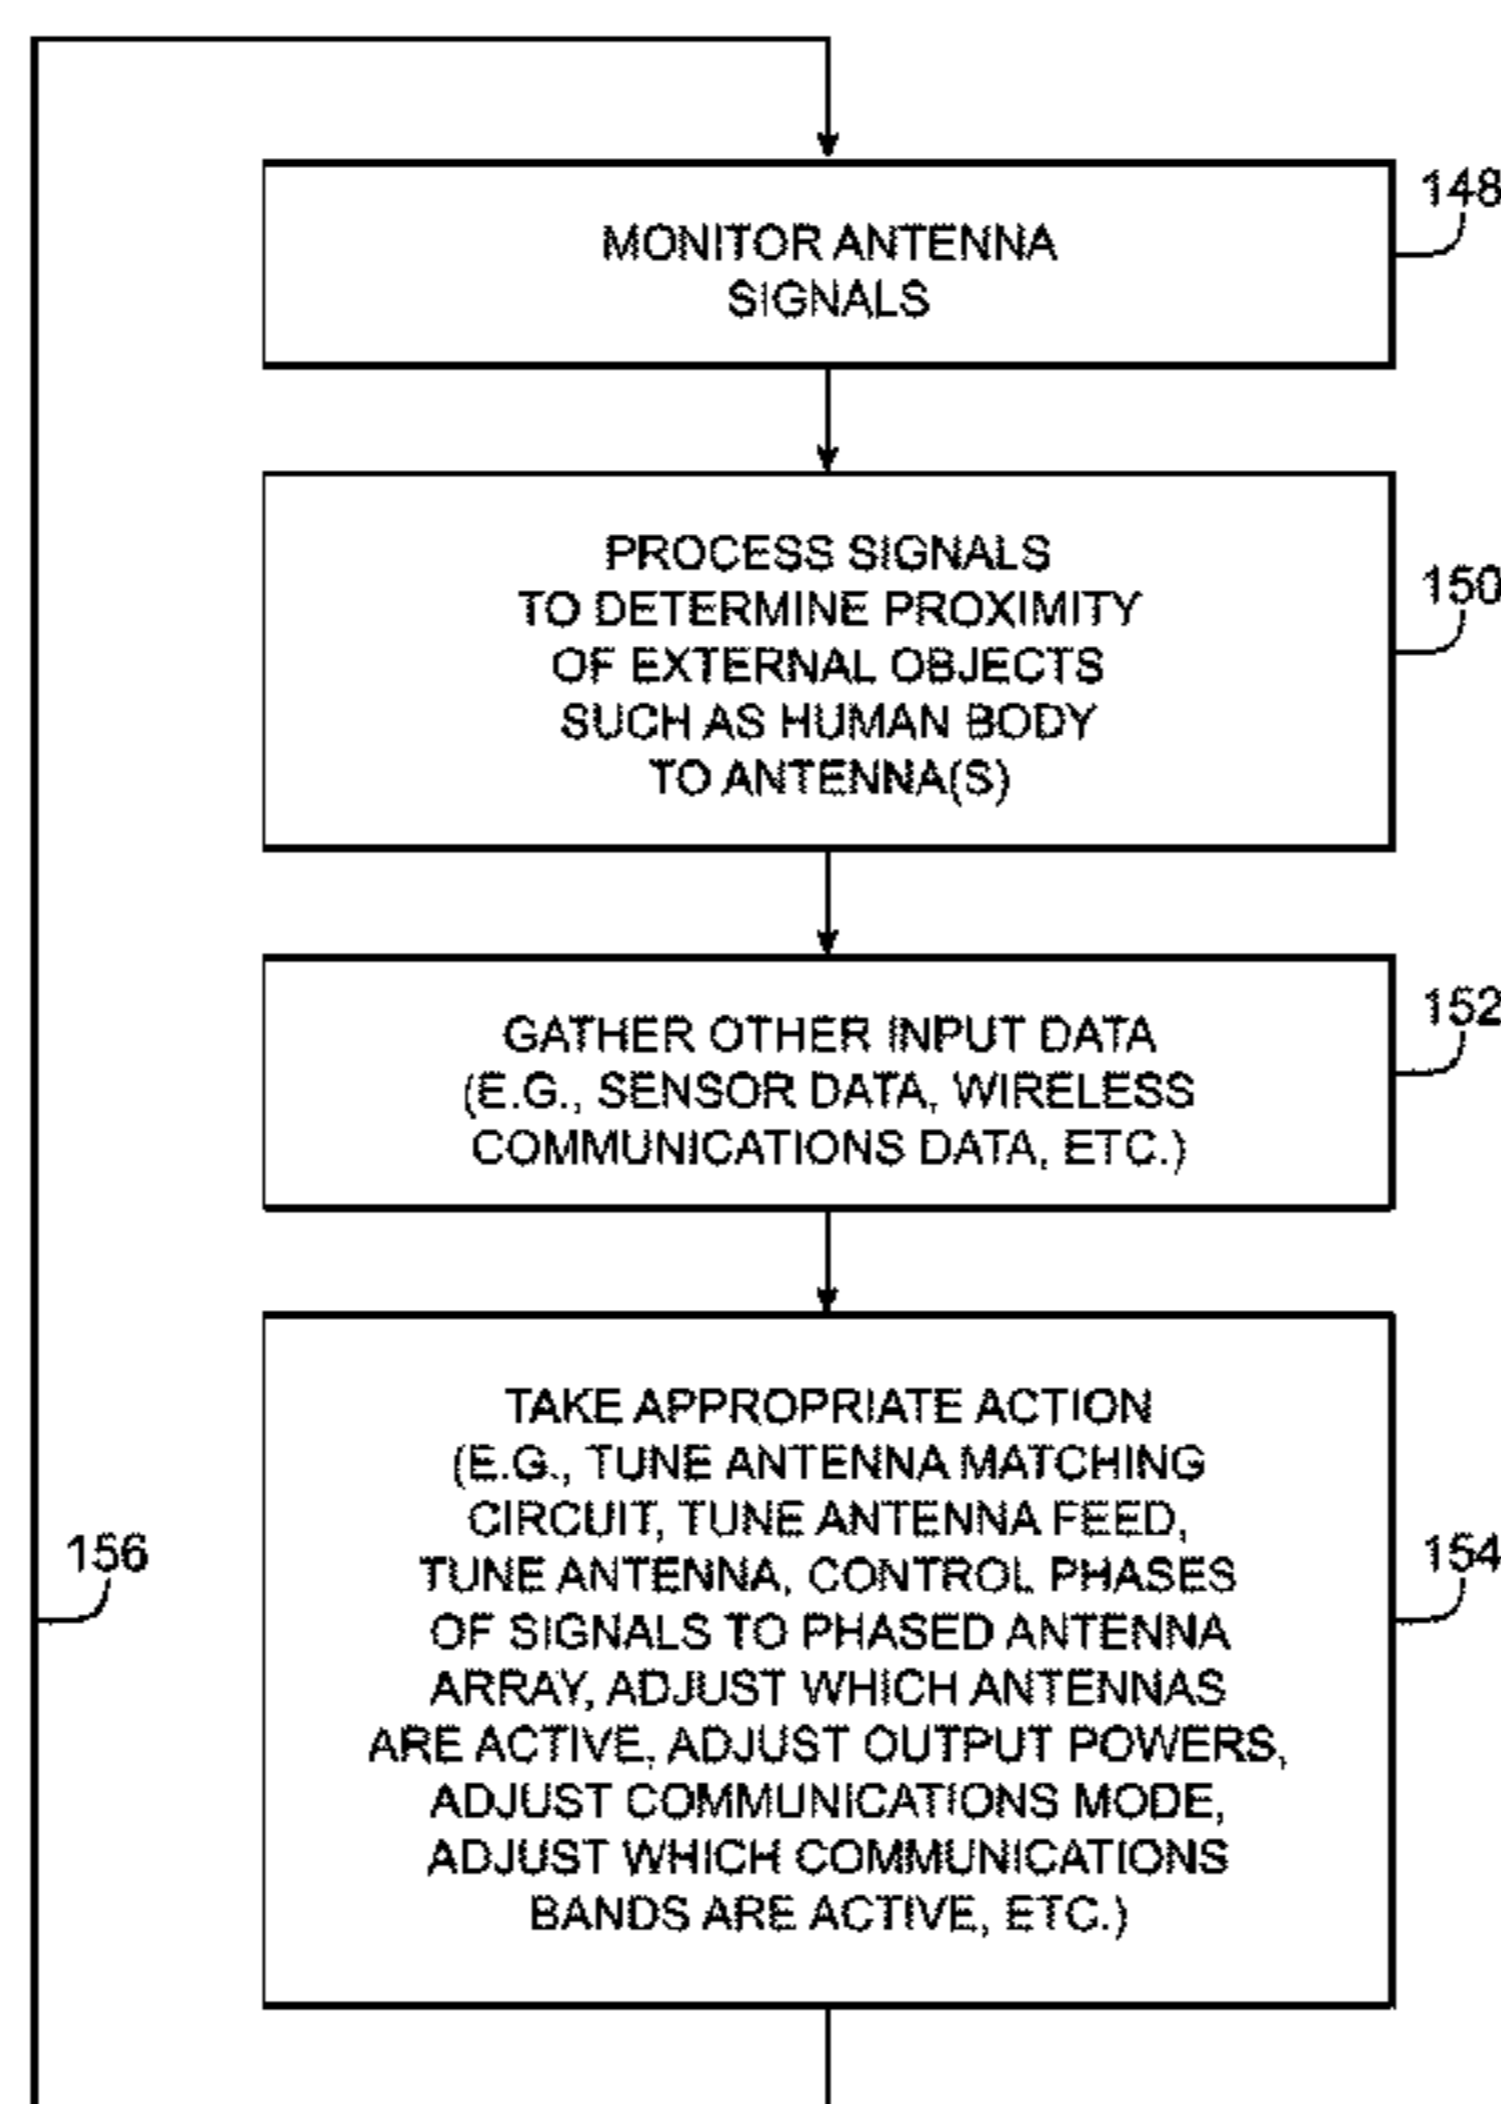 MONITOR ANTENNA
SIGNALS
148
PROCESS SIGNALS
TO DETERMINE PROXIMITY
OF EXTERNAL OBJECTS
SUCH AS HUMAN BODY
TO ANTENNA(S)
150
GATHER OTHER INPUT DATA
(E.G., SENSOR DATA, WIRELESS
COMMUNICATIONS DATA, ETC.)
152
TAKE APPROPRIATE ACTION
(E.G., TUNE ANTENNA MATCHING
CIRCUIT, TUNE ANTENNA FEED,
TUNE ANTENNA, CONTROL PHASES
OF SIGNALS TO PHASED ANTENNA
ARRAY, ADJUST WHICH ANTENNAS
ARE ACTIVE, ADJUST OUTPUT POWERS,
ADJUST COMMUNICATIONS MODE,
ADJUST WHICH COMMUNICATIONS
BANDS ARE ACTIVE, ETC.)
154
156